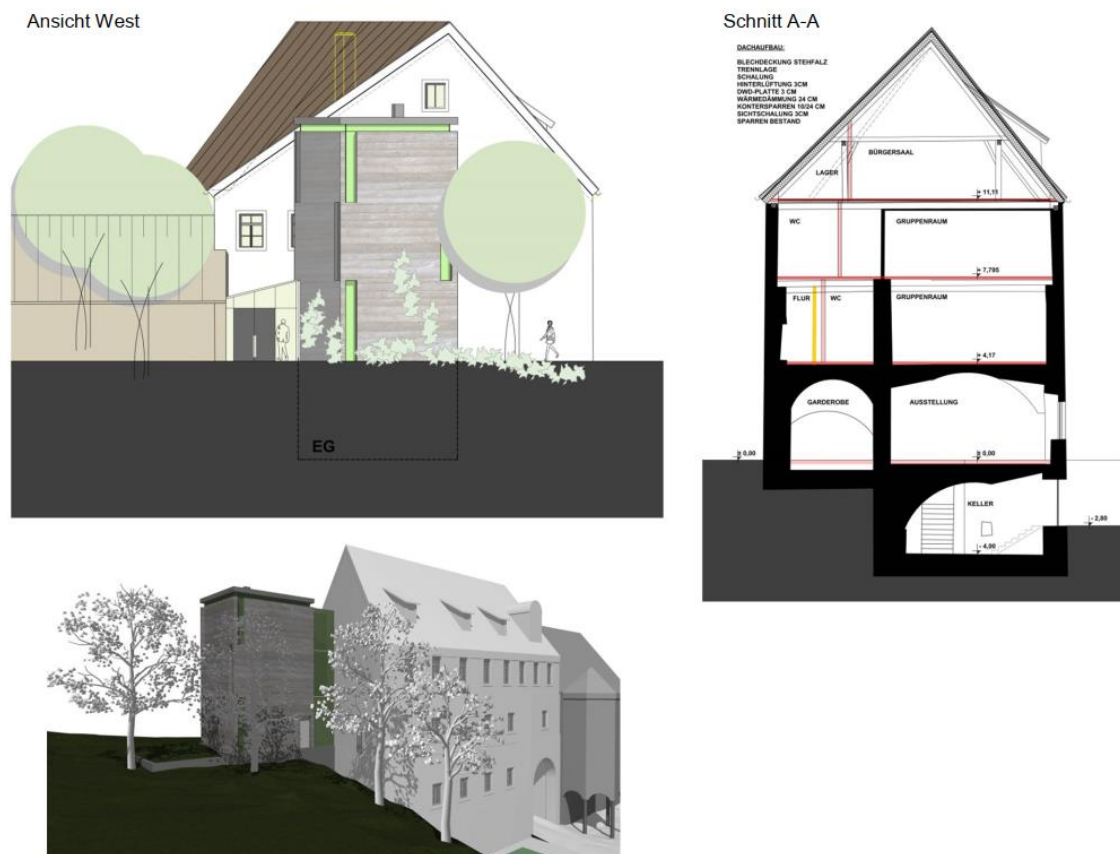 Ansicht West
EG
Schnitt A-A
DACHAUFBAU:
BLECHDECKUNG STEHFALZ
TRENNLAGE
SCHALUNG
HINTERLÜFTUNG 3CM
DWD-PLATTE 3 CM
WÄRMEDÄMMUNG 24 CM
KONTERSPARREN 10/24 CM
SICHTSCHALUNG 3CM
SPARREN BESTAND
BÜRGERSAAL
LAGER
+ 11,11
WC
GRUPPENRAUM
+ 7,795
FLUR
WC
GRUPPENRAUM
+ 4,17
GARDEROBE
AUSSTELLUNG
± 0,00
± 0,00
KELLER
- 2,80
- 4,00